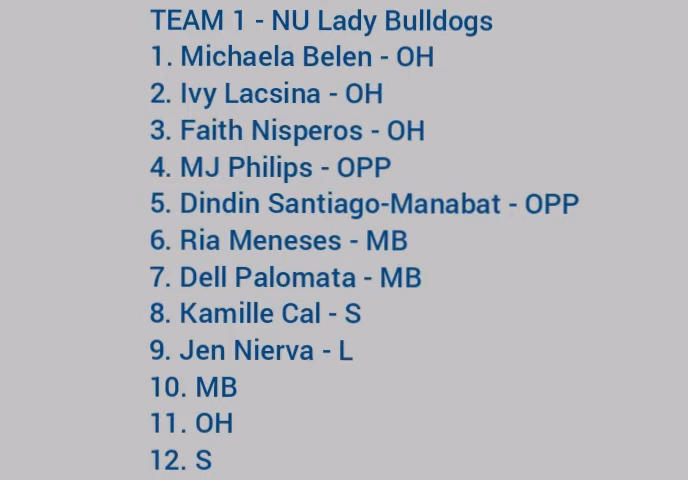 TEAM 1 - NU Lady Bulldogs
1. Michaela Belen - OH
2. Ivy Lacsina - OH
3. Faith Nisperos - OH
4. MJ Philips - OPP
5. Dindin Santiago-Manabat - OPP
6. Ria Meneses - MB
7. Dell Palomata - MB
8. Kamille Cal - S
9. Jen Nierva - L
10. MB
11. OH
12. S